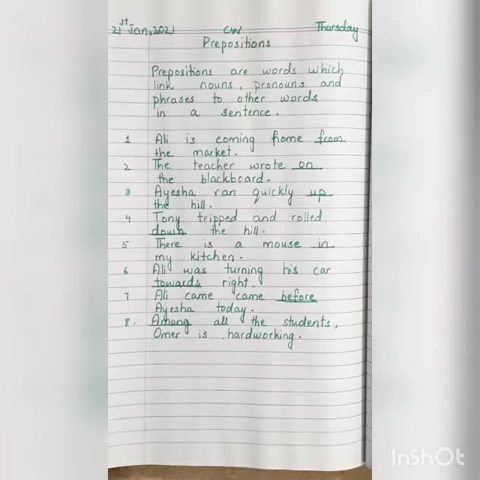 21st Jan, 2021 CW Thursday
Prepositions
Prepositions are words which
link nouns, pronouns and
phrases to other words
in a sentence.
1 Ali is coming home from
the market.
2 The teacher wrote on
the blackboard.
3 Ayesha ran quickly up
the hill.
4 Tony tripped and rolled
down the hill.
5 There is a mouse in
my kitchen.
6 Ali was turning his car
towards right.
7 Ali came came before
Ayesha today.
8. Among all the students,
Omer is hardworking.
InShOt